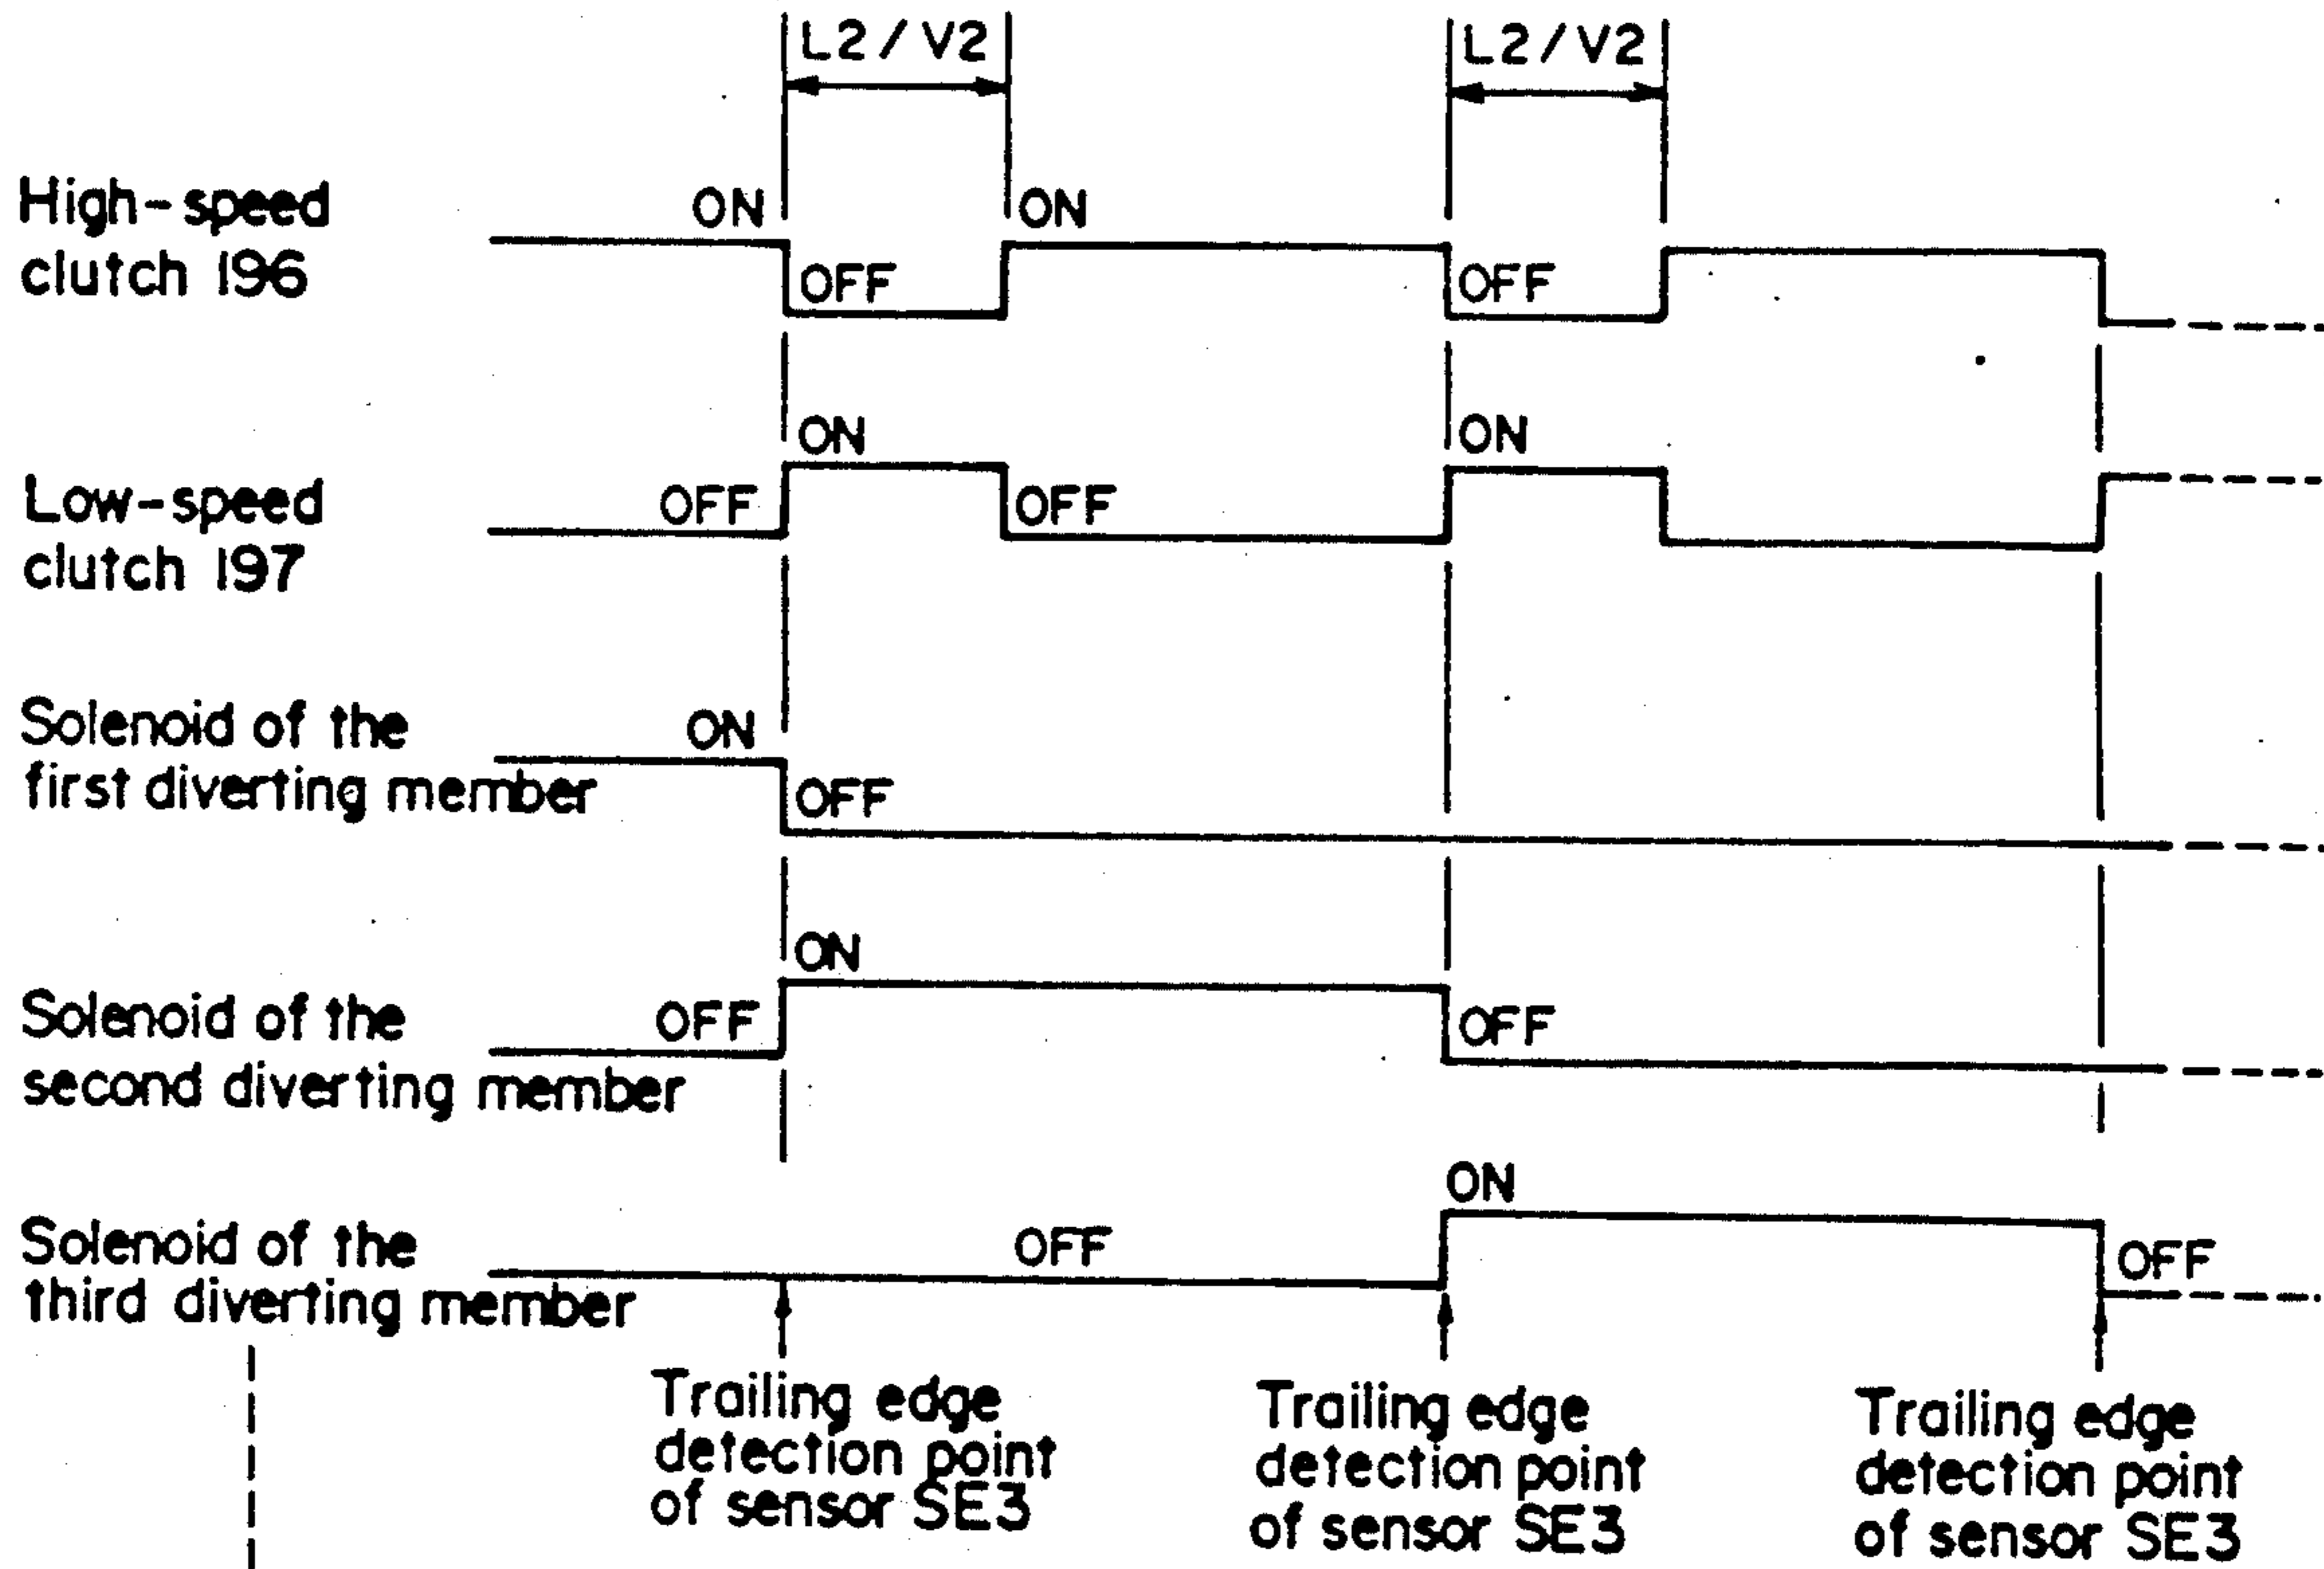 L2/V2
L2/V2
High-speed
clutch 196
ON
OFF
ON
OFF
Low-speed
clutch 197
OFF
ON
OFF
ON
Solenoid of the
first diverting member
ON
OFF
Solenoid of the
second diverting member
OFF
ON
OFF
Solenoid of the
third diverting member
OFF
ON
OFF
Trailing edge
detection point
of sensor SE3
Trailing edge
detection point
of sensor SE3
Trailing edge
detection point
of sensor SE3